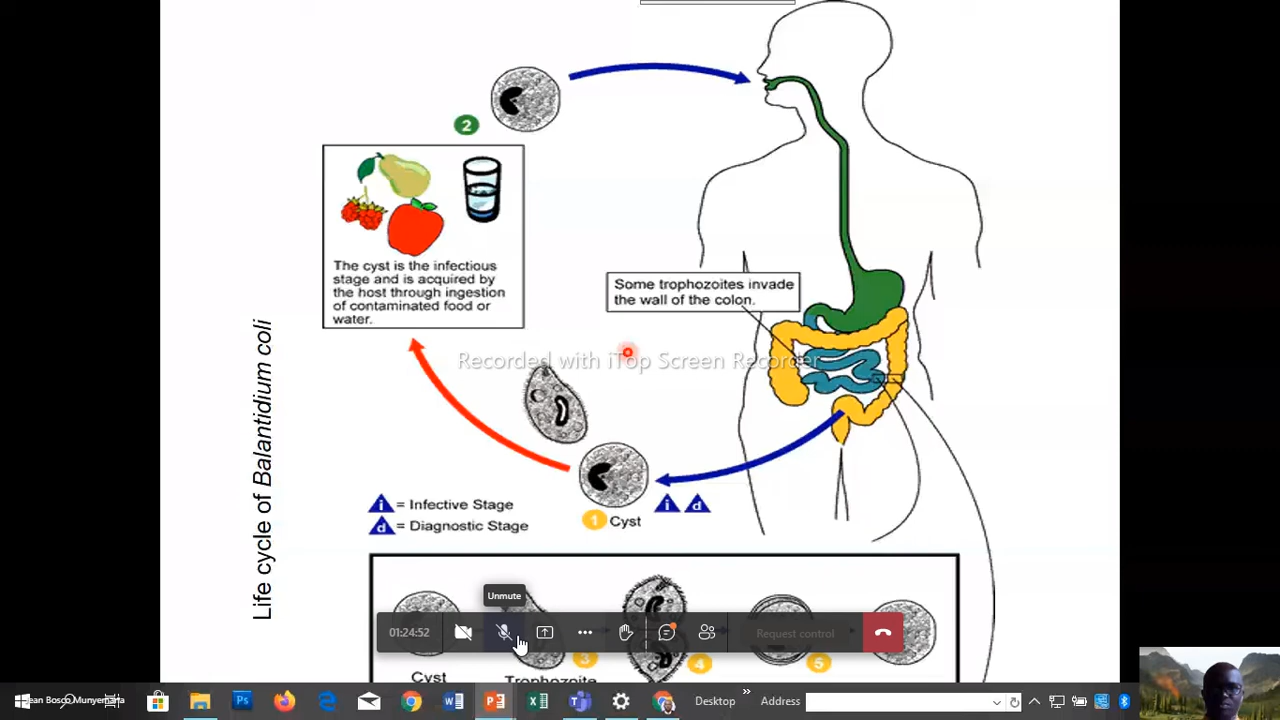 2
The cyst is the infectious
stage and is acquired by
the host through ingestion
of contaminated food or
water.
Some trophozoites invade
the wall of the colon.
Recorded with iTop Screen Recorder
Life cycle of Balantidium coli
i = Infective Stage
d = Diagnostic Stage
i d
1 Cyst
Unmute
01:24:52
Request control
3
4
5
Cyst
Trophozoite
Desktop
»
Address